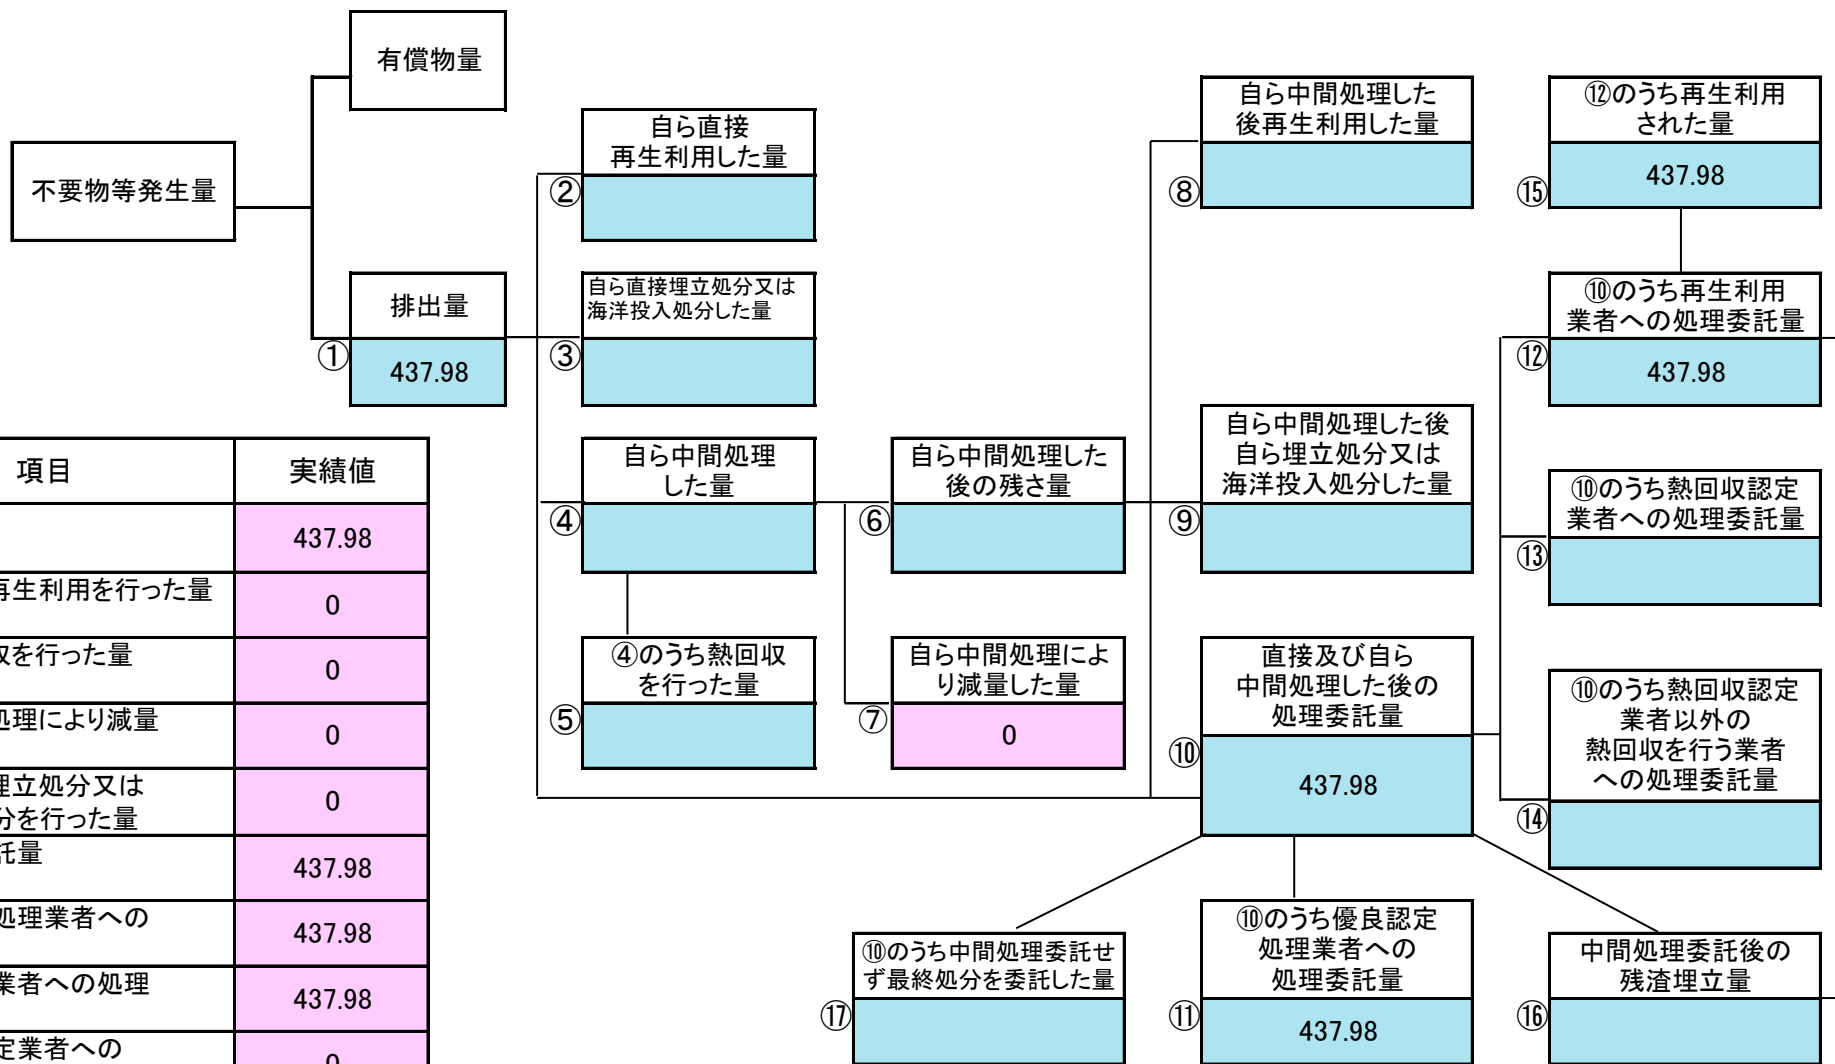 有償物量
不要物等発生量
排出量
①
437.98
自ら直接
再生利用した量
②
自ら直接埋立処分又は
海洋投入処分した量
③
自ら中間処理
した量
④
④のうち熱回収
を行った量
⑤
自ら中間処理した
後の残さ量
⑥
自ら中間処理によ
り減量した量
⑦
0
自ら中間処理した
後再生利用した量
⑧
自ら中間処理した後
自ら埋立処分又は
海洋投入処分した量
⑨
直接及び自ら
中間処理した後の
処理委託量
⑩
437.98
⑫のうち再生利用
された量
⑮
437.98
⑩のうち再生利用
業者への処理委託量
⑫
437.98
⑩のうち熱回収認定
業者への処理委託量
⑬
⑩のうち熱回収認定
業者以外の
熱回収を行う業者
への処理委託量
⑭
⑩のうち中間処理委託せ
ず最終処分を委託した量
⑰
⑩のうち優良認定
処理業者への
処理委託量
⑪
437.98
中間処理委託後の
残渣埋立量
⑯
項目 実績値
437.98
再生利用を行った量
0
収を行った量
0
処理により減量
0
埋立処分又は
分を行った量
0
託量
437.98
処理業者への
437.98
業者への処理
437.98
定業者への
0